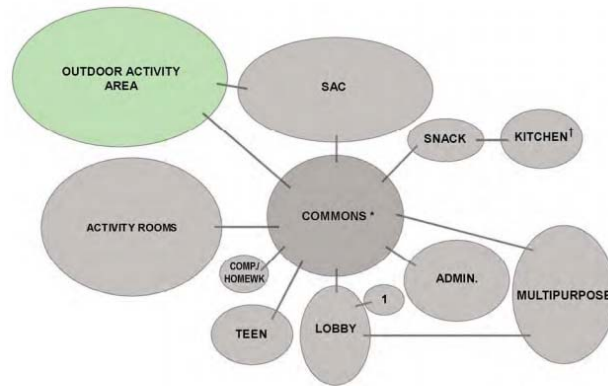 OUTDOOR ACTIVITY
AREA
SAC
SNACK
KITCHEN†
COMMONS *
ACTIVITY ROOMS
COMP./
HOMEWK
ADMIN.
MULTIPURPOSE
1
TEEN
LOBBY